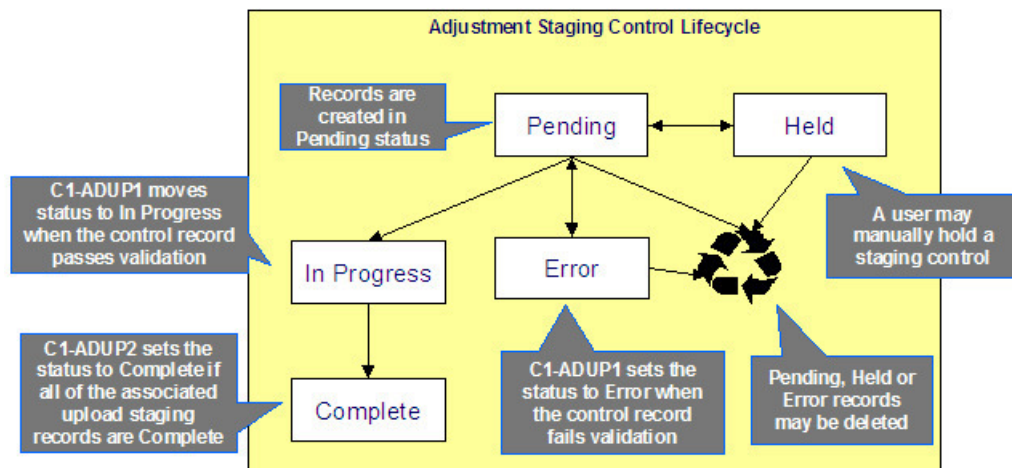 Adjustment Staging Control Lifecycle
Records are
created in
Pending status
Pending
Held
C1-ADUP1 moves
status to In Progress
when the control record
passes validation
A user may
manually hold a
staging control
In Progress
Error
C1-ADUP2 sets the
status to Complete if
all of the associated
upload staging
records are Complete
Complete
C1-ADUP1 sets the
status to Error when
the control record
fails validation
Pending, Held or
Error records
may be deleted